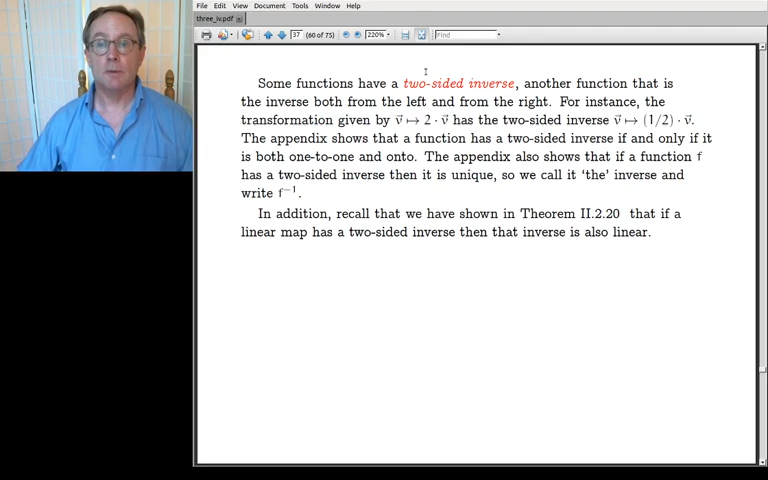 File Edit View Document Tools Window Help
three_iv.pdf
37 (60 of 75) 220% Find
Some functions have a two-sided inverse, another function that is
the inverse both from the left and from the right. For instance, the
transformation given by v⃗ ↦ 2 · v⃗ has the two-sided inverse v⃗ ↦ (1/2) · v⃗.
The appendix shows that a function has a two-sided inverse if and only if it
is both one-to-one and onto. The appendix also shows that if a function f
has a two-sided inverse then it is unique, so we call it ‘the’ inverse and
write f⁻¹.
In addition, recall that we have shown in Theorem II.2.20 that if a
linear map has a two-sided inverse then that inverse is also linear.